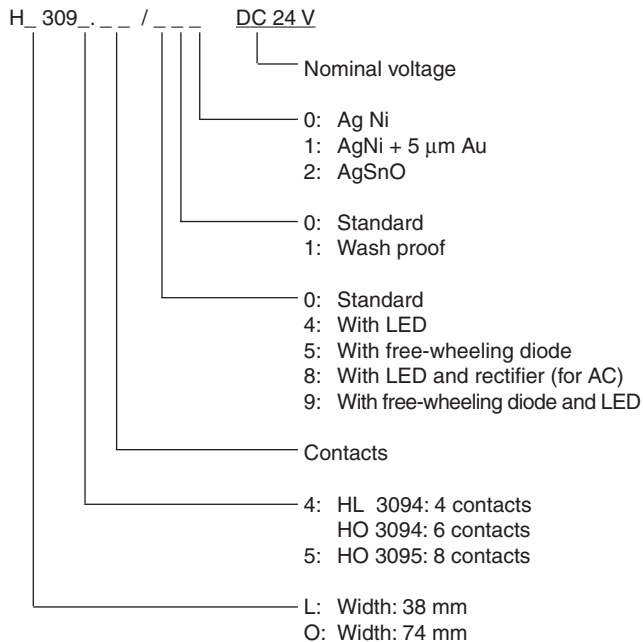 H_ 309_. _ _ / _ _ _ DC 24 V
Nominal voltage
0: Ag Ni
1: AgNi + 5 μm Au
2: AgSnO
0: Standard
1: Wash proof
0: Standard
4: With LED
5: With free-wheeling diode
8: With LED and rectifier (for AC)
9: With free-wheeling diode and LED
Contacts
4: HL 3094: 4 contacts
HO 3094: 6 contacts
5: HO 3095: 8 contacts
L: Width: 38 mm
O: Width: 74 mm